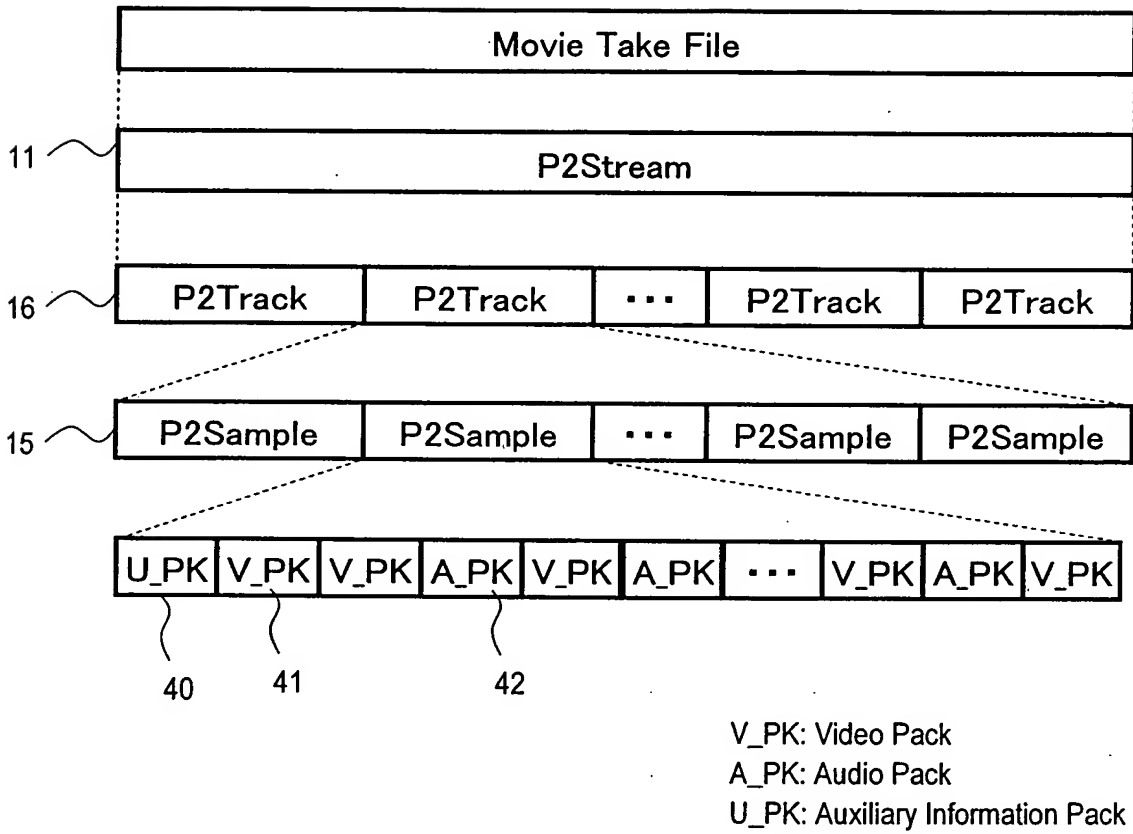 Movie Take File
11
P2Stream
16
P2Track P2Track ··· P2Track P2Track
15
P2Sample P2Sample ··· P2Sample P2Sample
U_PK V_PK V_PK A_PK V_PK A_PK ··· V_PK A_PK V_PK
40 41 42
V_PK: Video Pack
A_PK: Audio Pack
U_PK: Auxiliary Information Pack